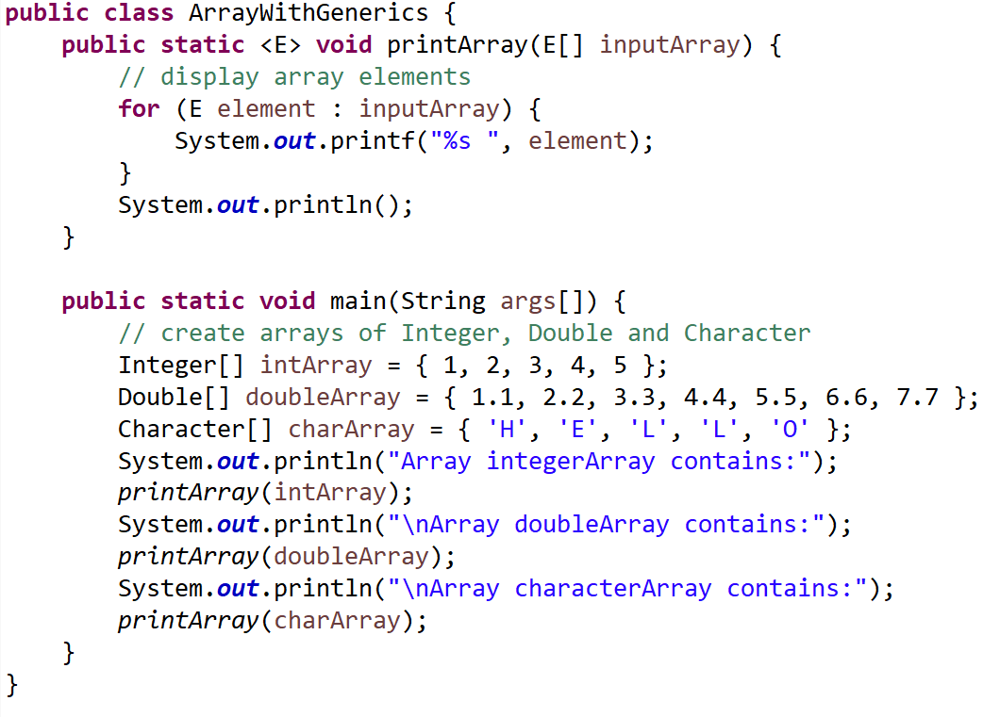 public class ArrayWithGenerics {
    public static <E> void printArray(E[] inputArray) {
        // display array elements
        for (E element : inputArray) {
            System.out.printf("%s ", element);
        }
        System.out.println();
    }

    public static void main(String args[]) {
        // create arrays of Integer, Double and Character
        Integer[] intArray = { 1, 2, 3, 4, 5 };
        Double[] doubleArray = { 1.1, 2.2, 3.3, 4.4, 5.5, 6.6, 7.7 };
        Character[] charArray = { 'H', 'E', 'L', 'L', 'O' };
        System.out.println("Array integerArray contains:");
        printArray(intArray);
        System.out.println("\nArray doubleArray contains:");
        printArray(doubleArray);
        System.out.println("\nArray characterArray contains:");
        printArray(charArray);
    }
}